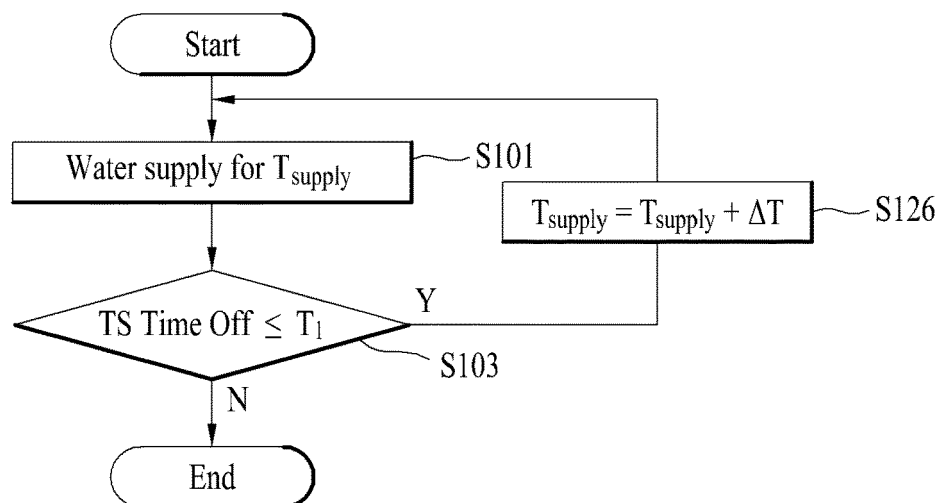 Start
Water supply for T_supply
S101
T_supply = T_supply + ΔT
S126
TS Time Off ≤ T_1
Y
S103
N
End